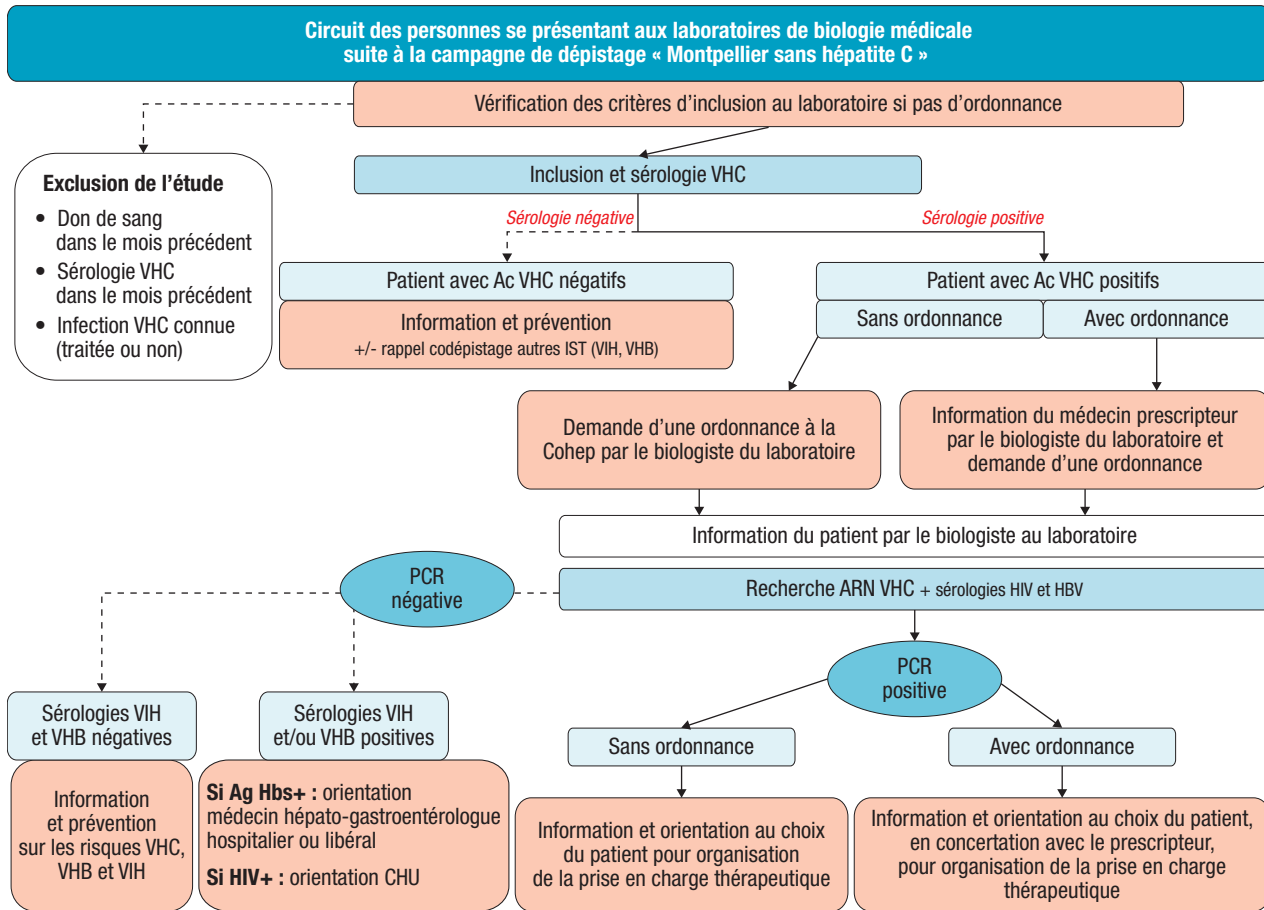 Circuit des personnes se présentant aux laboratoires de biologie médicale
suite à la campagne de dépistage « Montpellier sans hépatite C »
Vérification des critères d’inclusion au laboratoire si pas d’ordonnance
Exclusion de l’étude
• Don de sang
dans le mois précédent
• Sérologie VHC
dans le mois précédent
• Infection VHC connue
(traitée ou non)
Inclusion et sérologie VHC
Sérologie négative
Sérologie positive
Patient avec Ac VHC négatifs
Information et prévention
+/- rappel codépistage autres IST (VIH, VHB)
Patient avec Ac VHC positifs
Sans ordonnance
Avec ordonnance
Demande d’une ordonnance à la
Cohep par le biologiste du laboratoire
Information du médecin prescripteur
par le biologiste du laboratoire et
demande d’une ordonnance
Information du patient par le biologiste au laboratoire
Recherche ARN VHC + sérologies HIV et HBV
PCR
négative
PCR
positive
Sérologies VIH
et VHB négatives
Information
et prévention
sur les risques VHC,
VHB et VIH
Sérologies VIH
et/ou VHB positives
Si Ag Hbs+ : orientation
médecin hépato-gastroentérologue
hospitalier ou libéral
Si HIV+ : orientation CHU
Sans ordonnance
Information et orientation au choix
du patient pour organisation
de la prise en charge thérapeutique
Avec ordonnance
Information et orientation au choix du patient,
en concertation avec le prescripteur,
pour organisation de la prise en charge
thérapeutique